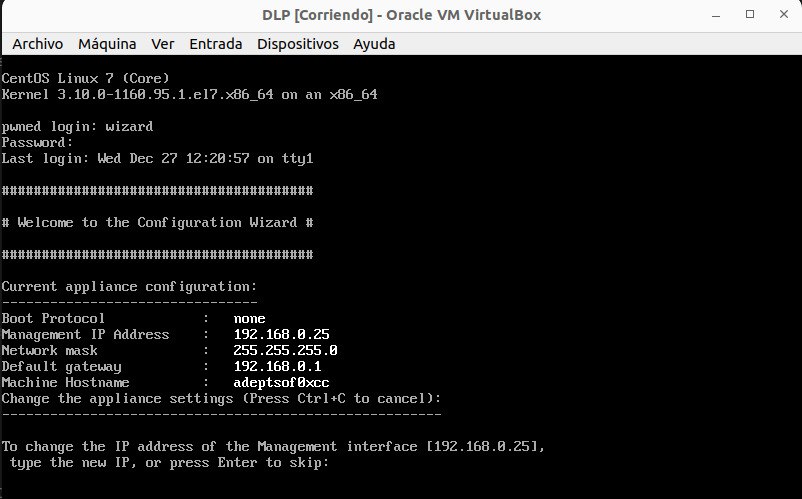 DLP [Corriendo] - Oracle VM VirtualBox
Archivo Máquina Ver Entrada Dispositivos Ayuda
CentOS Linux 7 (Core)
Kernel 3.10.0-1160.95.1.el7.x86_64 on an x86_64
pwned login: wizard
Password:
Last login: Wed Dec 27 12:20:57 on tty1
#######################################
# Welcome to the Configuration Wizard #
#######################################
Current appliance configuration:
--------------------------------
Boot Protocol : none
Management IP Address : 192.168.0.25
Network mask : 255.255.255.0
Default gateway : 192.168.0.1
Machine Hostname : adeptsof0xcc
Change the appliance settings (Press Ctrl+C to cancel):
-------------------------------------------------------
To change the IP address of the Management interface [192.168.0.25],
type the new IP, or press Enter to skip: